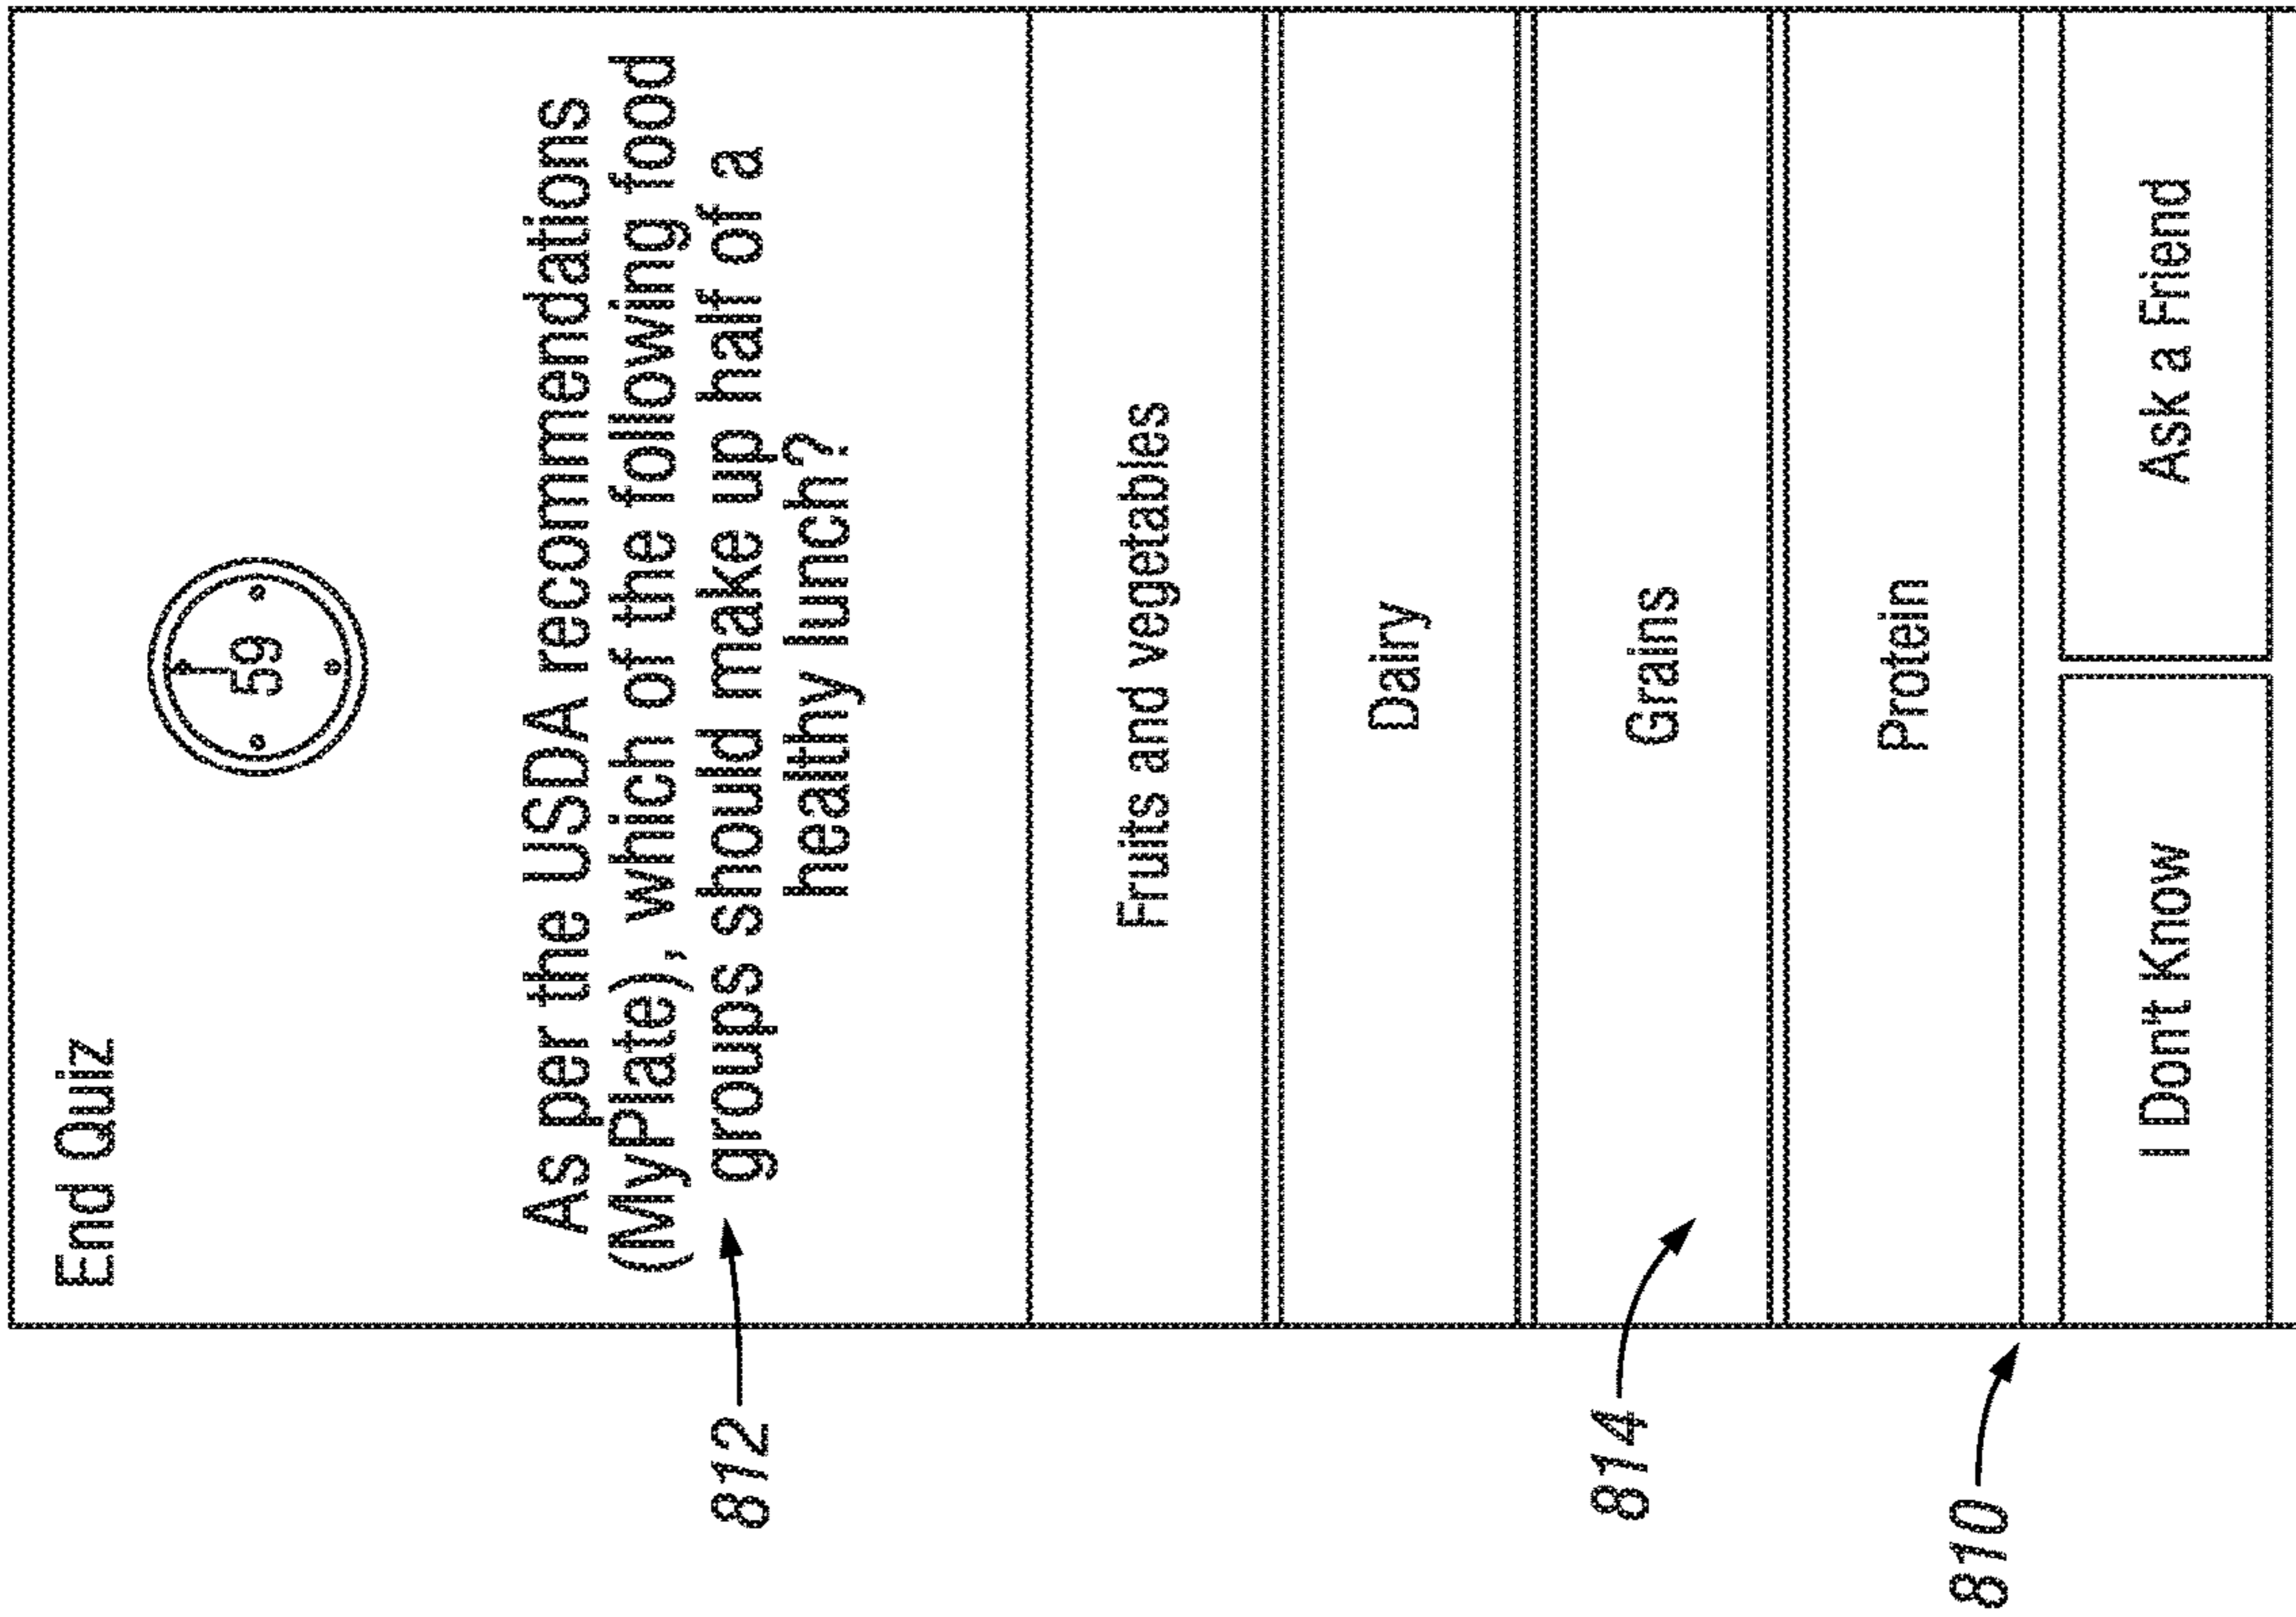 End Quiz
59
As per the USDA recommendations
(MyPlate), which of the following food
groups should make up half of a
healthy lunch?
812
Fruits and vegetables
Dairy
Grains
814
Protein
810
I Don't Know
Ask a Friend